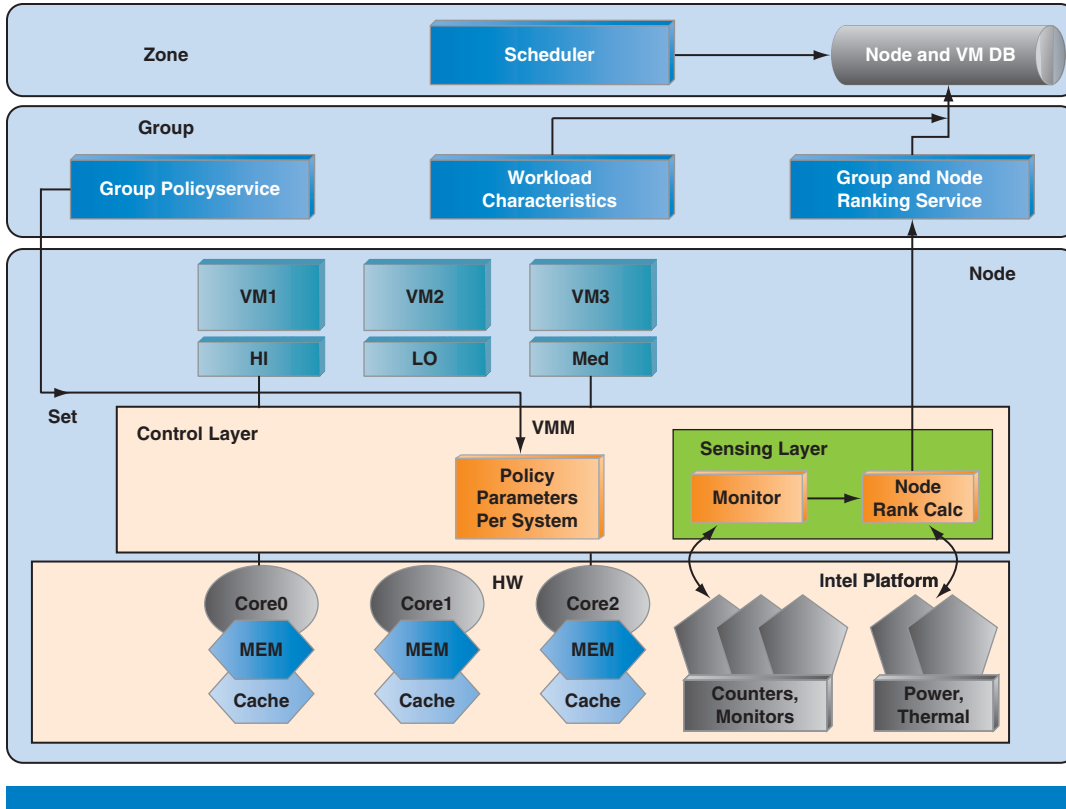 Zone
Scheduler
Node and VM DB
Group
Group Policyservice
Workload
Characteristics
Group and Node
Ranking Service
Node
VM1
VM2
VM3
HI
LO
Med
Set
Control Layer
VMM
Sensing Layer
Policy
Parameters
Per System
Monitor
Node
Rank Calc
HW
Intel Platform
Core0
Core1
Core2
MEM
MEM
MEM
Cache
Cache
Cache
Counters,
Monitors
Power,
Thermal